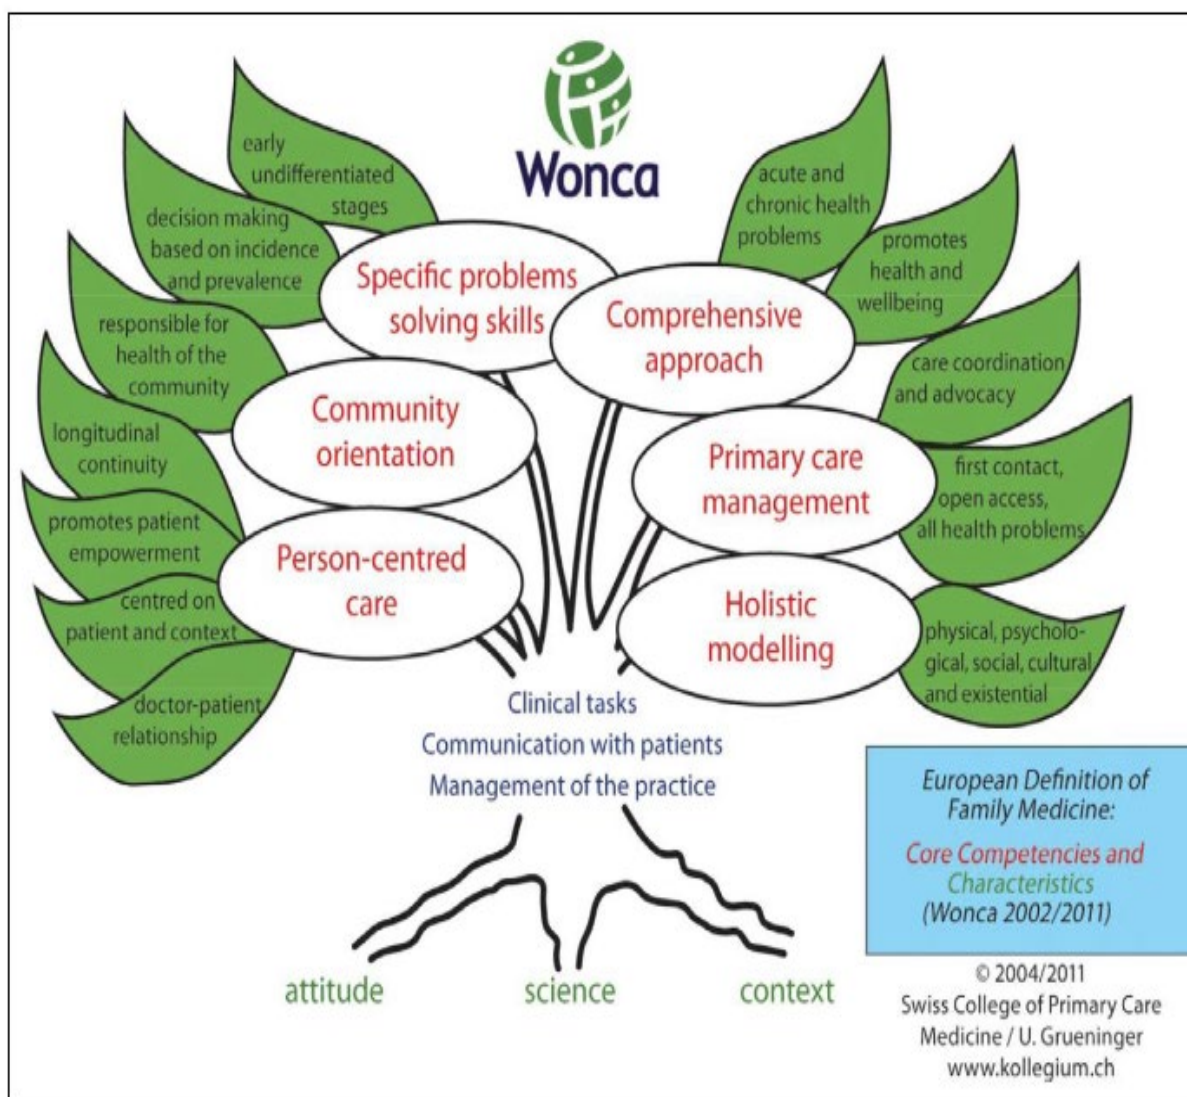 Wonca
early
undifferentiated
stages
decision making
based on incidence
and prevalence
responsible for
health of the
community
longitudinal
continuity
promotes patient
empowerment
centred on
patient and context
doctor-patient
relationship
Specific problems
solving skills
Community
orientation
Person-centred
care
Comprehensive
approach
Primary care
management
Holistic
modelling
acute and
chronic health
problems
promotes
health and
wellbeing
care coordination
and advocacy
first contact,
open access,
all health problems
physical, psycholo-
gical, social, cultural
and existential
Clinical tasks
Communication with patients
Management of the practice
attitude
science
context
European Definition of
Family Medicine:
Core Competencies and
Characteristics
(Wonca 2002/2011)
© 2004/2011
Swiss College of Primary Care
Medicine / U. Grueninger
www.kollegium.ch